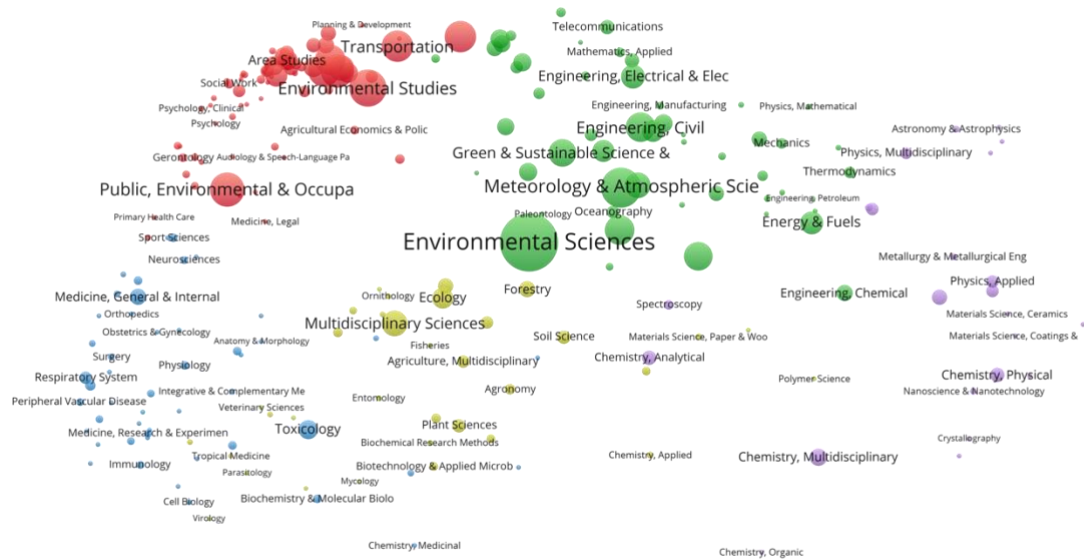 Planning & Development
Telecommunications
Transportation
Mathematics, Applied
Area Studies
Engineering, Electrical & Elec
Social Work
Environmental Studies
Psychology, Clinical
Engineering, Manufacturing
Physics, Mathematical
Psychology
Agricultural Economics & Polic
Engineering, Civil
Astronomy & Astrophysics
Mechanics
Gerontology
Audiology & Speech-Language Pa
Green & Sustainable Science &
Physics, Multidisciplinary
Thermodynamics
Public, Environmental & Occupa
Meteorology & Atmospheric Scie
Engineering, Petroleum
Primary Health Care
Medicine, Legal
Paleontology
Oceanography
Energy & Fuels
Sport Sciences
Environmental Sciences
Neurosciences
Metallurgy & Metallurgical Eng
Medicine, General & Internal
Ornithology
Ecology
Forestry
Engineering, Chemical
Physics, Applied
Orthopedics
Spectroscopy
Materials Science, Ceramics
Multidisciplinary Sciences
Obstetrics & Gynecology
Anatomy & Morphology
Fisheries
Soil Science
Materials Science, Paper & Woo
Materials Science, Coatings &
Surgery
Physiology
Agriculture, Multidisciplinary
Chemistry, Analytical
Respiratory System
Polymer Science
Chemistry, Physical
Integrative & Complementary Me
Agronomy
Nanoscience & Nanotechnology
Peripheral Vascular Disease
Veterinary Sciences
Entomology
Medicine, Research & Experimen
Toxicology
Plant Sciences
Biochemical Research Methods
Crystallography
Tropical Medicine
Chemistry, Applied
Chemistry, Multidisciplinary
Immunology
Parasitology
Biotechnology & Applied Microb
Mycology
Cell Biology
Biochemistry & Molecular Biolo
Virology
Chemistry, Medicinal
Chemistry, Organic